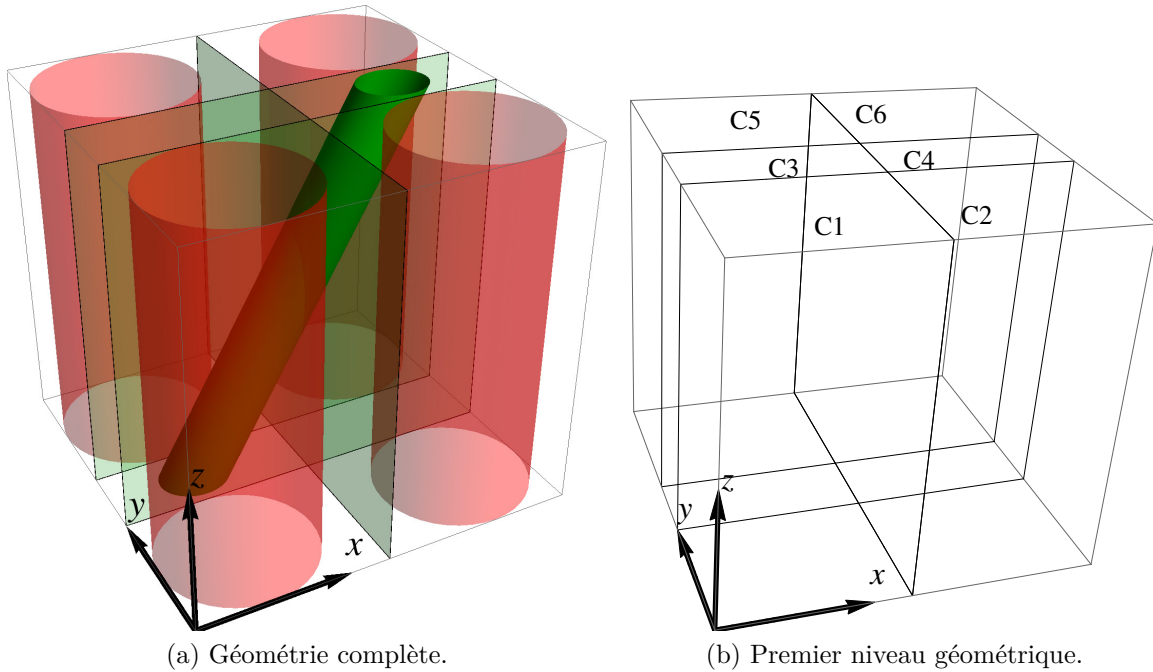 C5
C6
C3
C4
C1
C2
z
y
x
z
y
x
(a) Géométrie complète.
(b) Premier niveau géométrique.